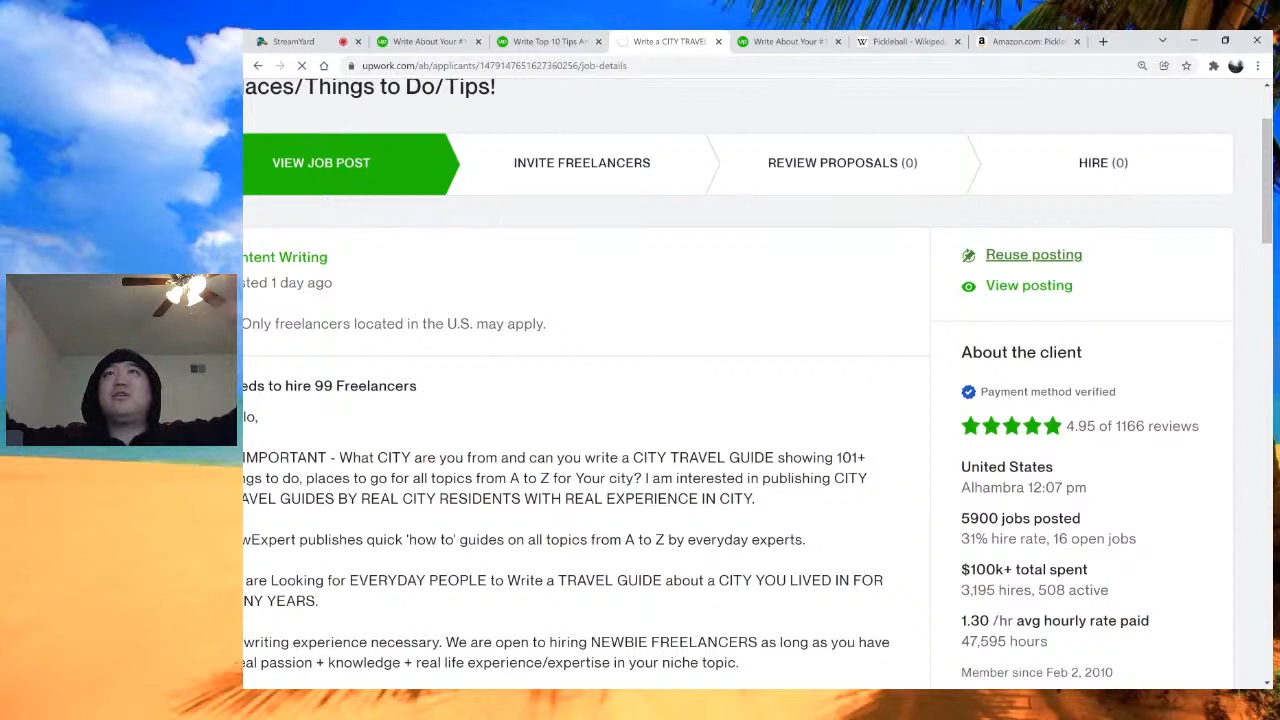 StreamYard
Write About Your #1
Write Top 10 Tips Ar
Write a CITY TRAVEL
Write About Your #1
Pickleball - Wikiped
Amazon.com: Pickle
upwork.com/ab/applicants/1479147651627360256/job-details
aces/Things to Do/Tips!
VIEW JOB POST
INVITE FREELANCERS
REVIEW PROPOSALS (0)
HIRE (0)
ntent Writing
sted 1 day ago
Only freelancers located in the U.S. may apply.
eds to hire 99 Freelancers
lo,
IMPORTANT - What CITY are you from and can you write a CITY TRAVEL GUIDE showing 101+
ngs to do, places to go for all topics from A to Z for Your city? I am interested in publishing CITY
AVEL GUIDES BY REAL CITY RESIDENTS WITH REAL EXPERIENCE IN CITY.
wExpert publishes quick 'how to' guides on all topics from A to Z by everyday experts.
are Looking for EVERYDAY PEOPLE to Write a TRAVEL GUIDE about a CITY YOU LIVED IN FOR
NY YEARS.
writing experience necessary. We are open to hiring NEWBIE FREELANCERS as long as you have
eal passion + knowledge + real life experience/expertise in your niche topic.
Reuse posting
View posting
About the client
Payment method verified
4.95 of 1166 reviews
United States
Alhambra 12:07 pm
5900 jobs posted
31% hire rate, 16 open jobs
$100k+ total spent
3,195 hires, 508 active
1.30 /hr avg hourly rate paid
47,595 hours
Member since Feb 2, 2010